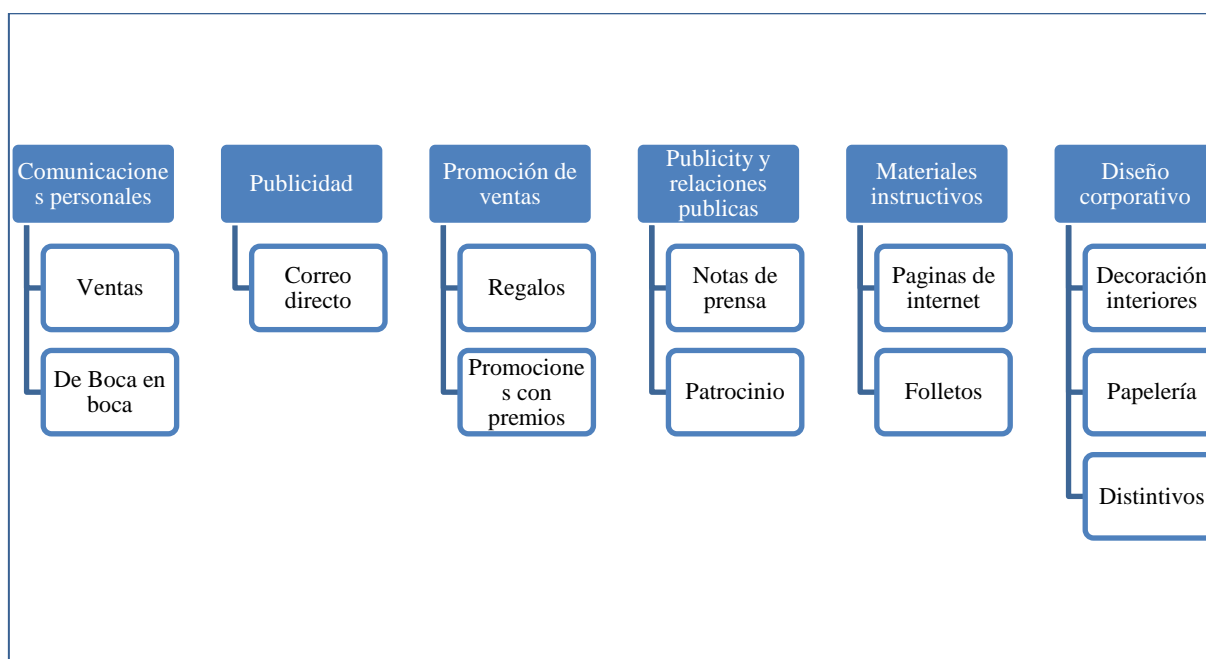 Comunicacione
s personales
Ventas
De Boca en
boca
Publicidad
Correo
directo
Promoción de
ventas
Regalos
Promocione
s con
premios
Publicity y
relaciones
publicas
Notas de
prensa
Patrocinio
Materiales
instructivos
Paginas de
internet
Folletos
Diseño
corporativo
Decoración
interiores
Papelería
Distintivos